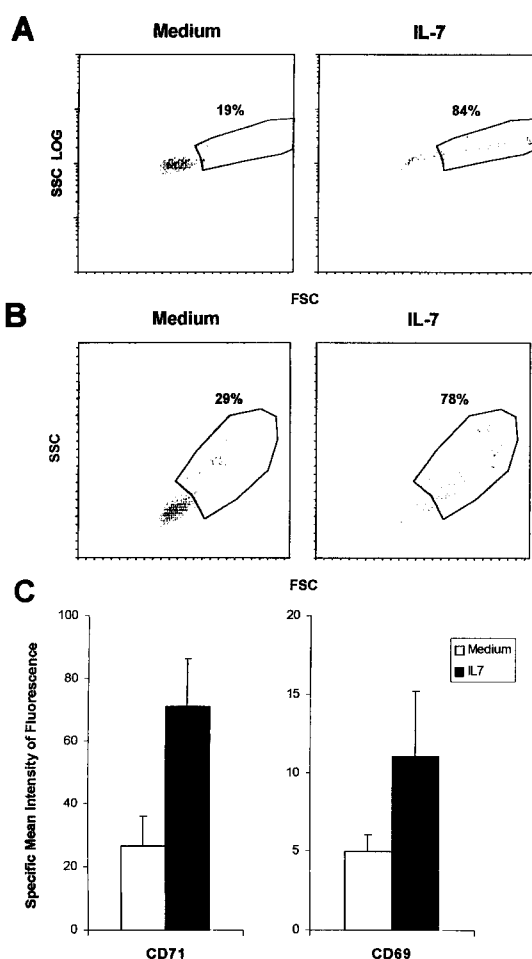 A
Medium
IL-7
19%
84%
SSC LOG
FSC
B
Medium
IL-7
29%
78%
SSC
FSC
C
100
80
60
40
20
0
Specific Mean Intensity of Fluorescence
CD71
20
15
10
5
0
Medium
IL7
CD69